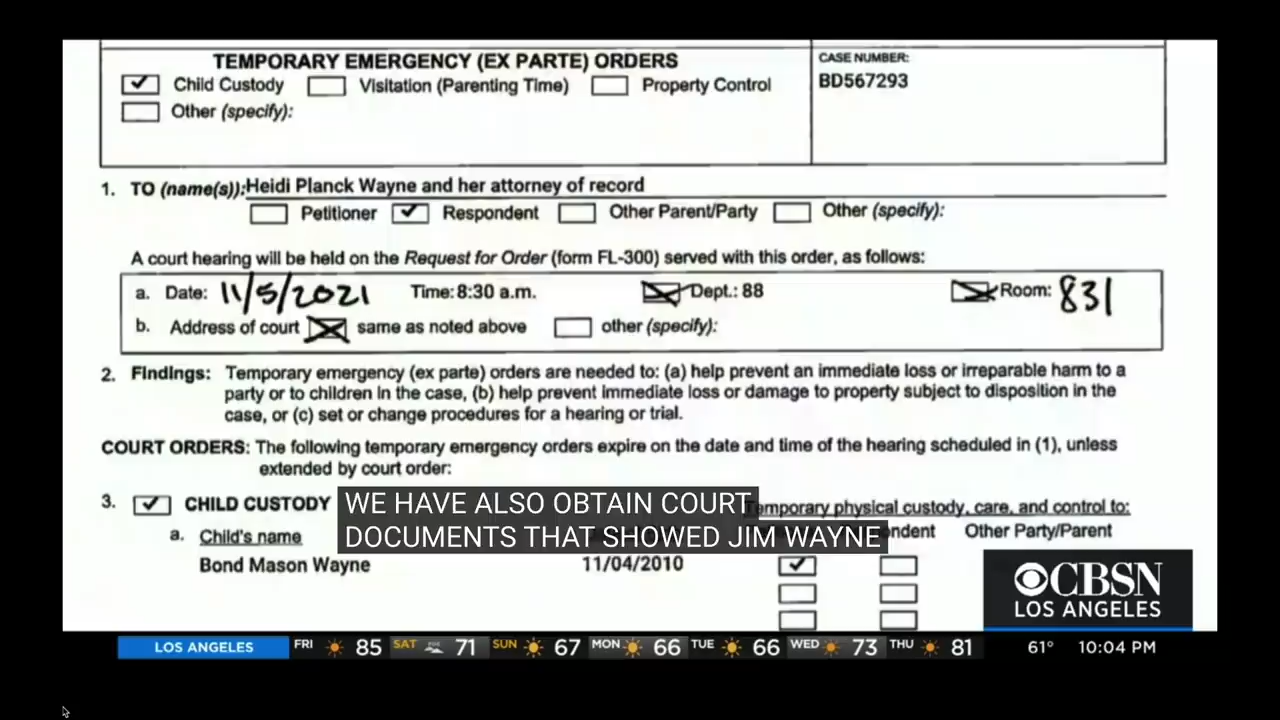 TEMPORARY EMERGENCY (EX PARTE) ORDERS
Child Custody Visitation (Parenting Time) Property Control
Other (specify):
CASE NUMBER:
BD567293
1. TO (name(s)):Heidi Planck Wayne and her attorney of record
Petitioner Respondent Other Parent/Party Other (specify):
A court hearing will be held on the Request for Order (form FL-300) served with this order, as follows:
a. Date: 11/5/2021 Time:8:30 a.m. Dept.: 88 Room: 831
b. Address of court same as noted above other (specify):
2. Findings: Temporary emergency (ex parte) orders are needed to: (a) help prevent an immediate loss or irreparable harm to a
party or to children in the case, (b) help prevent immediate loss or damage to property subject to disposition in the
case, or (c) set or change procedures for a hearing or trial.
COURT ORDERS: The following temporary emergency orders expire on the date and time of the hearing scheduled in (1), unless
extended by court order:
3. CHILD CUSTODY Temporary physical custody, care, and control to:
a. Child's name Other Party/Parent
Bond Mason Wayne 11/04/2010
WE HAVE ALSO OBTAIN COURT
DOCUMENTS THAT SHOWED JIM WAYNE
CBSN
LOS ANGELES
LOS ANGELES FRI 85 SAT 71 SUN 67 MON 66 TUE 66 WED 73 THU 81 61° 10:04 PM